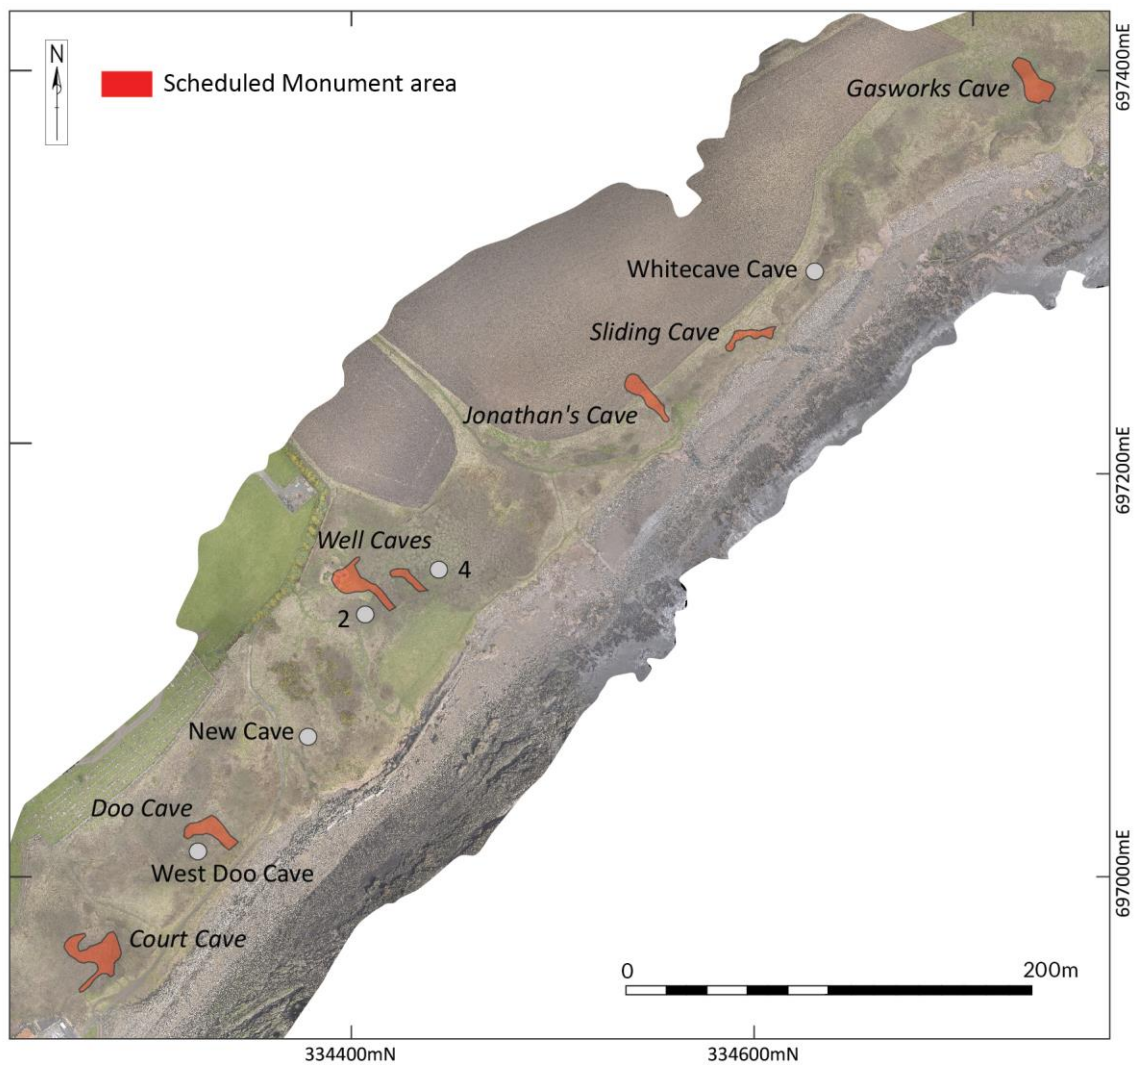 N
Scheduled Monument area
Gasworks Cave
697400mE
Whitecave Cave
Sliding Cave
Jonathan's Cave
697200mE
Well Caves
4
2
New Cave
Doo Cave
West Doo Cave
697000mE
Court Cave
0 200m
334400mN 334600mN